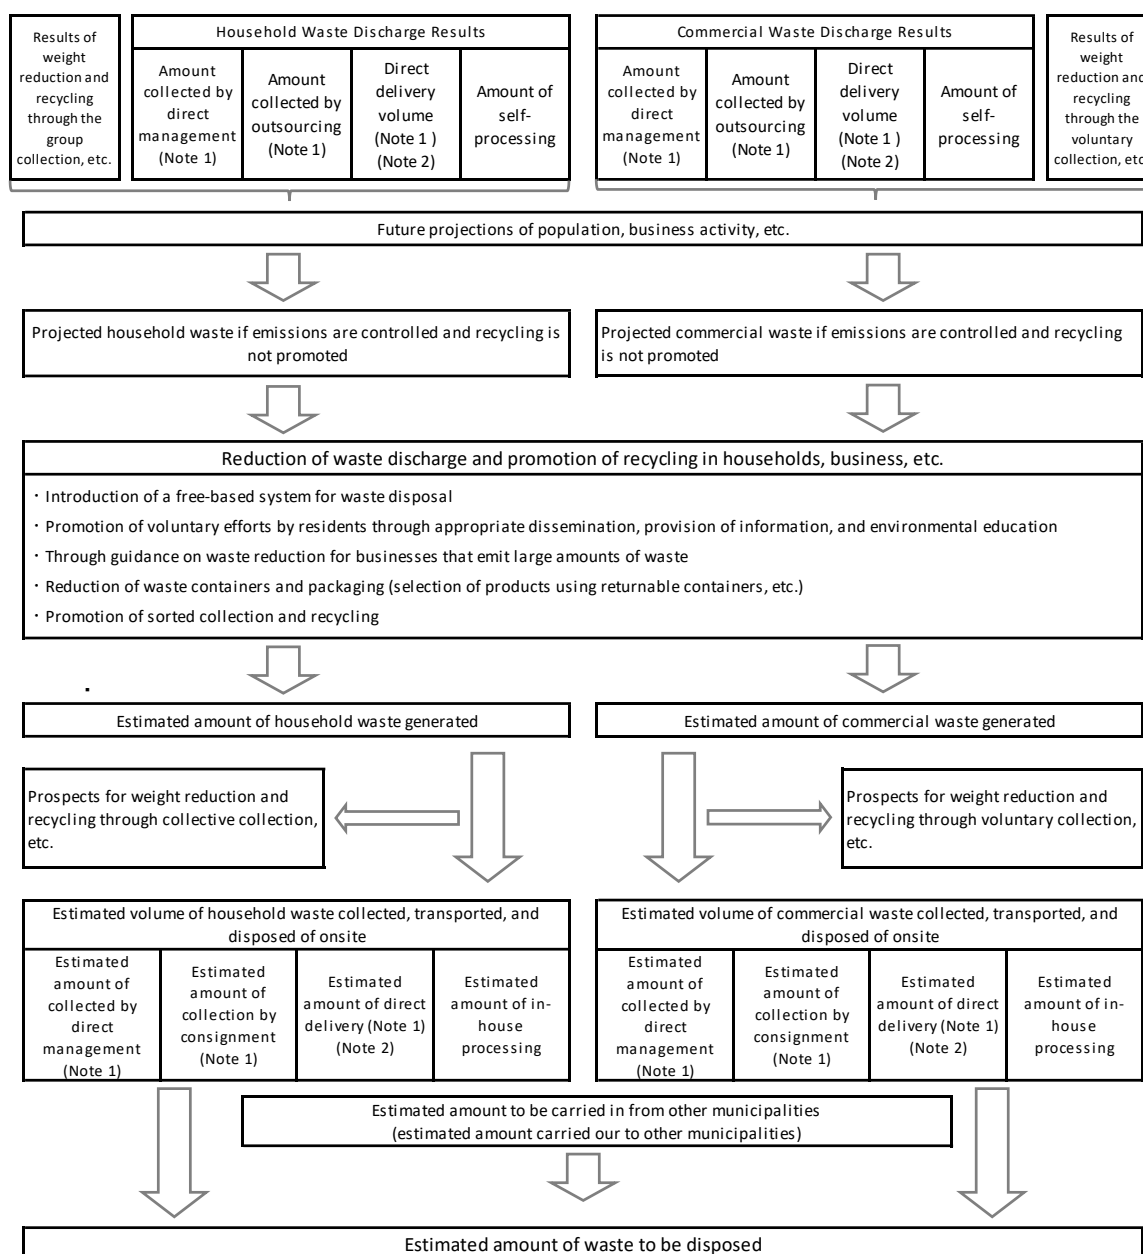 Results of
weight
reduction and
recycling
through the
group
collection, etc.
Household Waste Discharge Results
Amount
collected by
direct
management
(Note 1)
Amount
collected by
outsourcing
(Note 1)
Direct
delivery
volume
(Note 1 )
(Note 2)
Amount of
self-
processing
Commercial Waste Discharge Results
Amount
collected by
direct
management
(Note 1)
Amount
collected by
outsourcing
(Note 1)
Direct
delivery
volume
(Note 1 )
(Note 2)
Amount of
self-
processing
Results of
weight
reduction and
recycling
through the
voluntary
collection, etc
Future projections of population, business activity, etc.
Projected household waste if emissions are controlled and recycling is
not promoted
Projected commercial waste if emissions are controlled and recycling
is not promoted
Reduction of waste discharge and promotion of recycling in households, business, etc.
・Introduction of a free-based system for waste disposal
・Promotion of voluntary efforts by residents through appropriate dissemination, provision of information, and environmental education
・Through guidance on waste reduction for businesses that emit large amounts of waste
・Reduction of waste containers and packaging (selection of products using returnable containers, etc.)
・Promotion of sorted collection and recycling
Estimated amount of household waste generated
Estimated amount of commercial waste generated
Prospects for weight reduction and
recycling through collective collection,
etc.
Prospects for weight reduction and
recycling through voluntary collection,
etc.
Estimated volume of household waste collected, transported, and
disposed of onsite
Estimated
amount of
collected by
direct
management
(Note 1)
Estimated
amount of
collection by
consignment
(Note 1)
Estimated
amount of direct
delivery (Note 1)
(Note 2)
Estimated
amount of in-
house
processing
Estimated volume of commercial waste collected, transported, and
disposed of onsite
Estimated
amount of
collected by
direct
management
(Note 1)
Estimated
amount of
collection by
consignment
(Note 1)
Estimated
amount of direct
delivery (Note 1)
(Note 2)
Estimated
amount of in-
house
processing
Estimated amount to be carried in from other municipalities
(estimated amount carried our to other municipalities)
Estimated amount of waste to be disposed